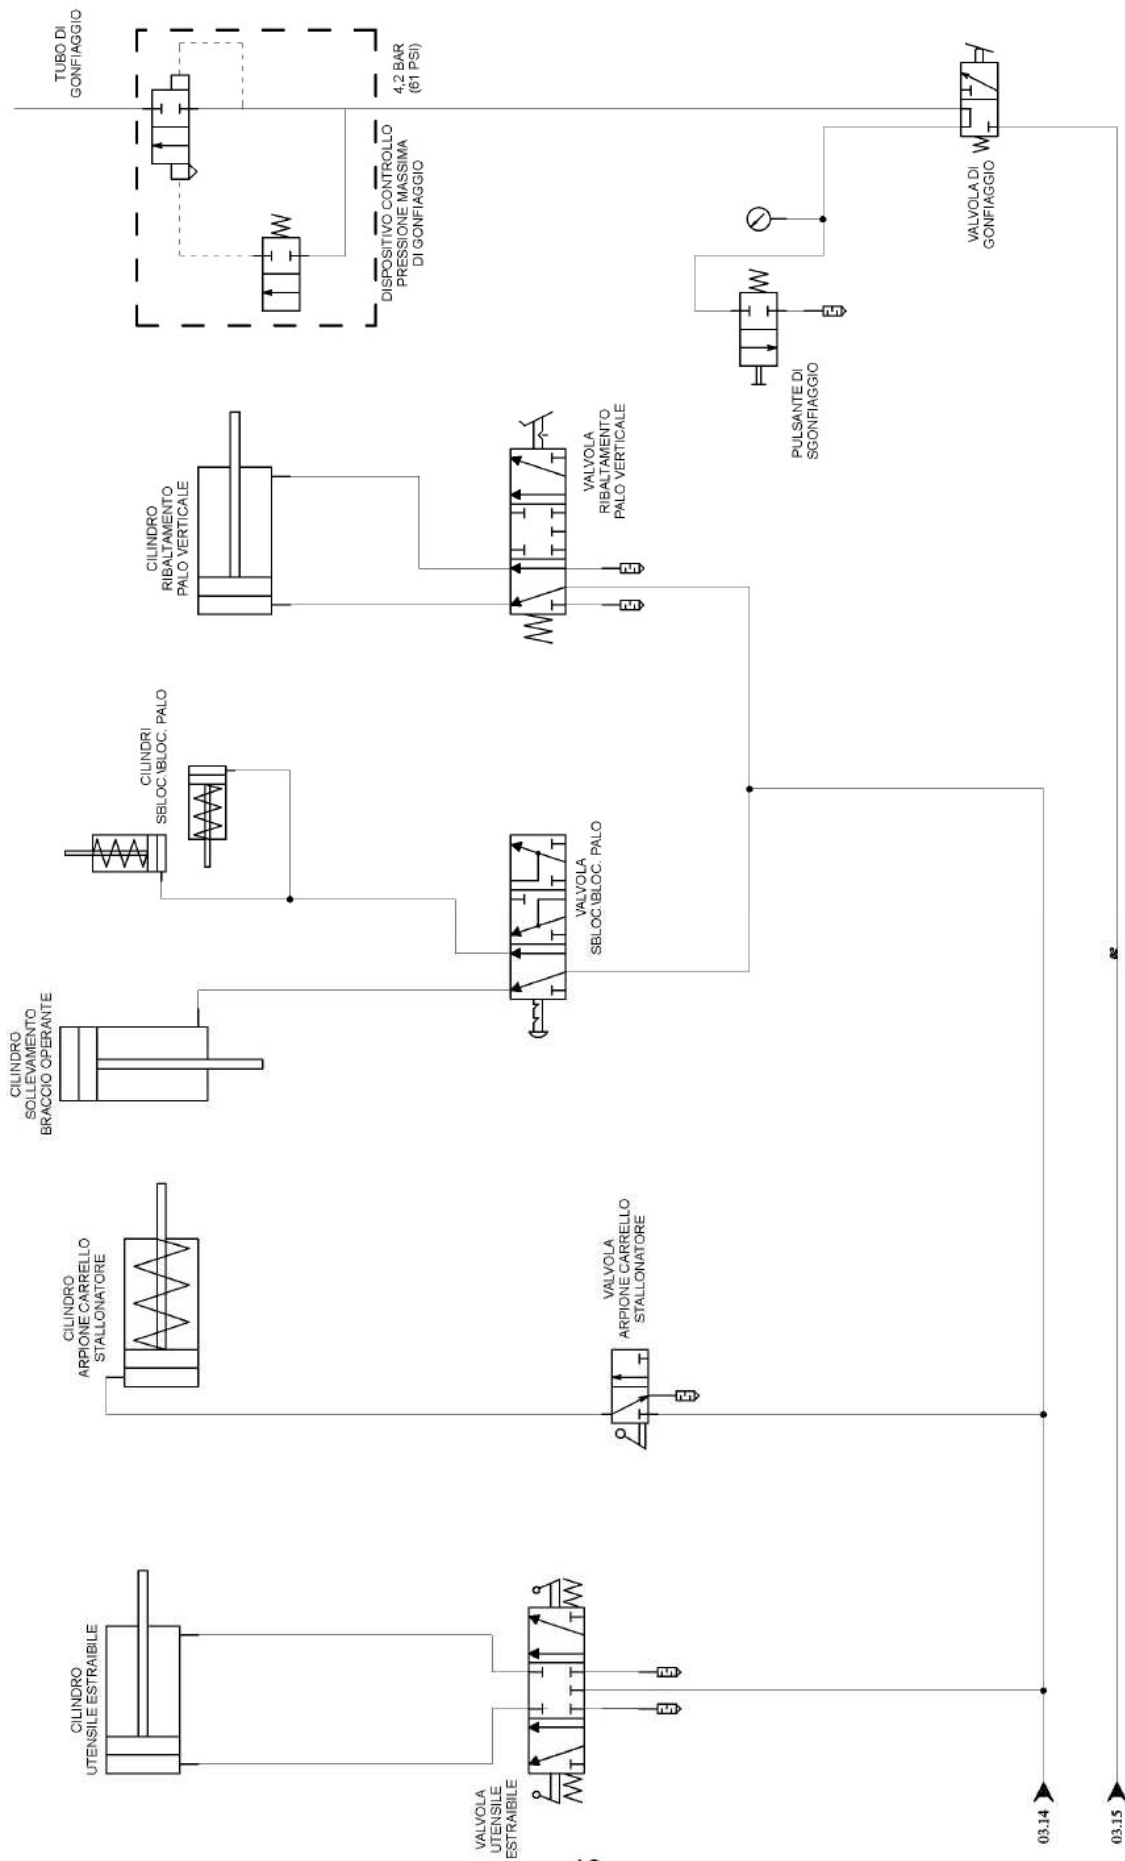 CILINDRO
UTENSILE ESTRAIBILE
VALVOLA
UTENSILE
ESTRAIBILE
CILINDRO
ARPIONE CARRELLO
STALLONATORE
VALVOLA
ARPIONE CARRELLO
STALLONATORE
CILINDRO
SOLLEVAMENTO
BRACCIO OPERANTE
CILINDRI
SBLOC.\BLOC. PALO
VALVOLA
SBLOC.\BLOC. PALO
CILINDRO
RIBALTAMENTO
PALO VERTICALE
VALVOLA
RIBALTAMENTO
PALO VERTICALE
TUBO DI
GONFIAGGIO
4,2 BAR
(61 PSI)
DISPOSITIVO CONTROLLO
PRESSIONE MASSIMA
DI GONFIAGGIO
PULSANTE DI
SGONFIAGGIO
VALVOLA DI
GONFIAGGIO
03.14
03.15